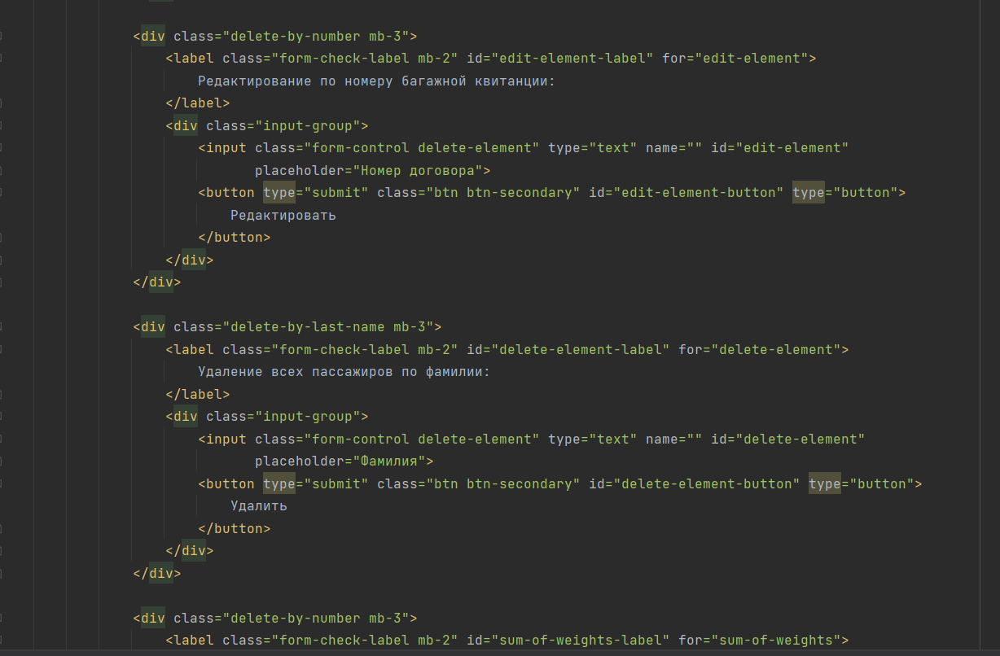 <div class="delete-by-number mb-3">
<label class="form-check-label mb-2" id="edit-element-label" for="edit-element">
Редактирование по номеру багажной квитанции:
</label>
<div class="input-group">
<input class="form-control delete-element" type="text" name="" id="edit-element"
placeholder="Номер договора">
<button type="submit" class="btn btn-secondary" id="edit-element-button" type="button">
Редактировать
</button>
</div>
</div>
<div class="delete-by-last-name mb-3">
<label class="form-check-label mb-2" id="delete-element-label" for="delete-element">
Удаление всех пассажиров по фамилии:
</label>
<div class="input-group">
<input class="form-control delete-element" type="text" name="" id="delete-element"
placeholder="Фамилия">
<button type="submit" class="btn btn-secondary" id="delete-element-button" type="button">
Удалить
</button>
</div>
</div>
<div class="delete-by-number mb-3">
<label class="form-check-label mb-2" id="sum-of-weights-label" for="sum-of-weights">